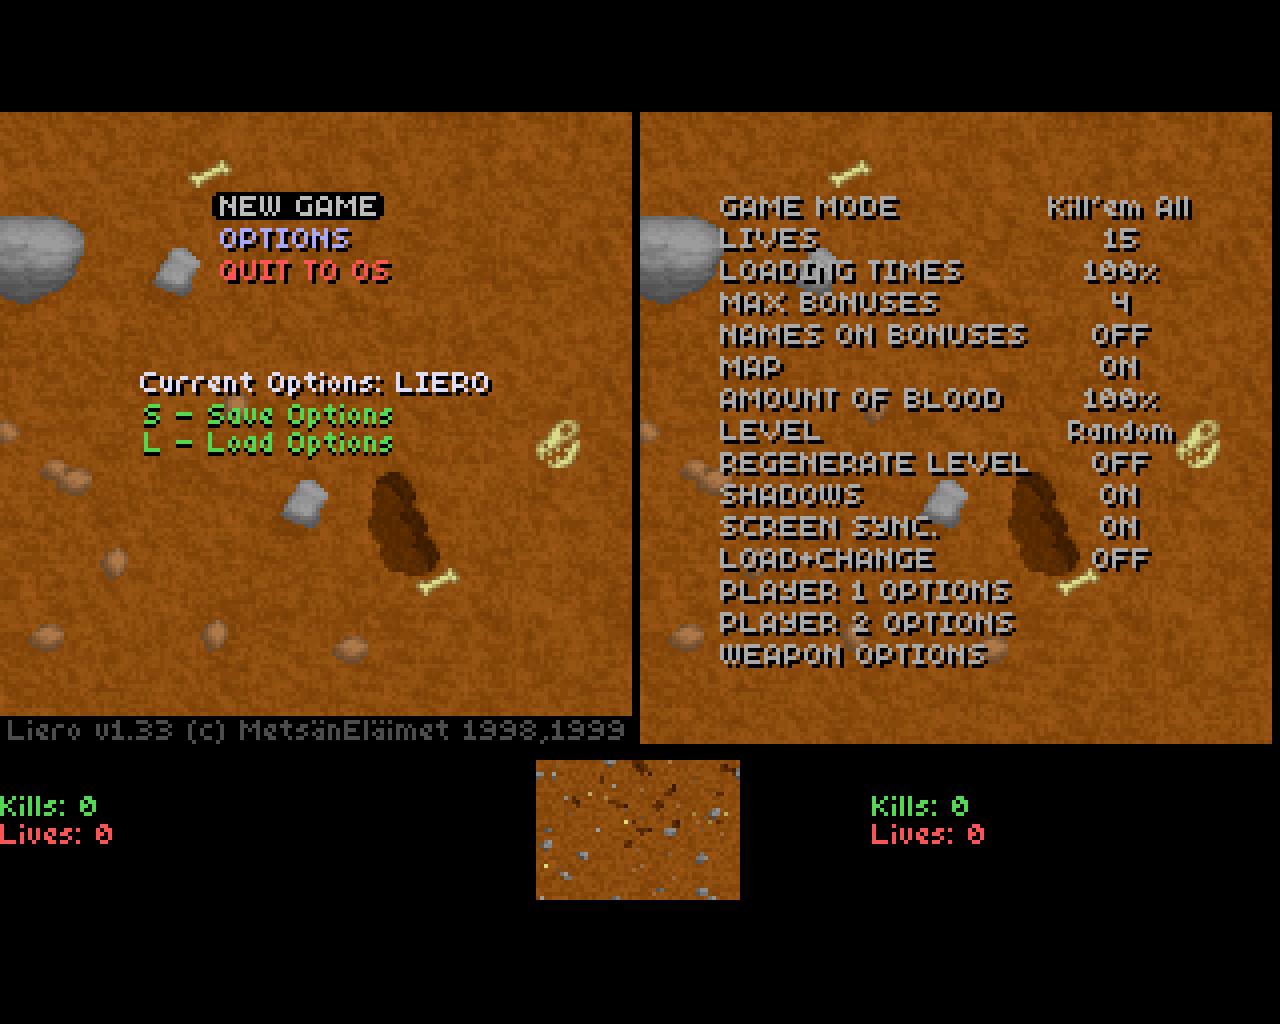 NEW GAME
OPTIONS
QUIT TO OS
Current Options: LIERO
S - Save Options
L - Load Options
Liero v1.33 (c) MetsänEläimet 1998,1999
GAME MODE Kill'em All
LIVES 15
LOADING TIMES 100%
MAX BONUSES 4
NAMES ON BONUSES OFF
MAP ON
AMOUNT OF BLOOD 100%
LEVEL Random
REGENERATE LEVEL OFF
SHADOWS ON
SCREEN SYNC. ON
LOAD+CHANGE OFF
PLAYER 1 OPTIONS
PLAYER 2 OPTIONS
WEAPON OPTIONS
Kills: 0
Lives: 0
Kills: 0
Lives: 0